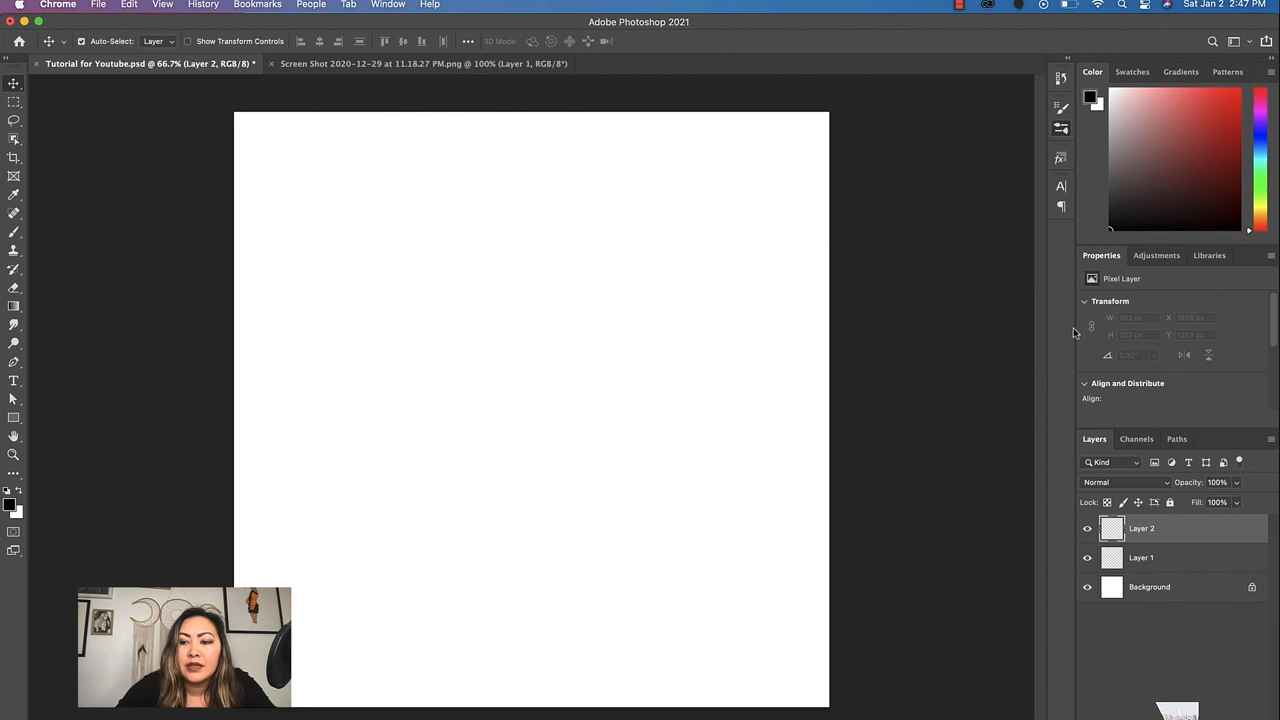 Chrome File Edit View History Bookmarks People Tab Window Help Sat Jan 2 2:47 PM
Adobe Photoshop 2021
Auto-Select: Layer Show Transform Controls 3D Mode:
Tutorial for Youtube.psd @ 66.7% (Layer 2, RGB/8) * Screen Shot 2020-12-29 at 11.18.27 PM.png @ 100% (Layer 1, RGB/8*)
Color Swatches Gradients Patterns
Properties Adjustments Libraries
Pixel Layer
Transform
W X
H 337 px Y
0.00°
Align and Distribute
Align:
Layers Channels Paths
Kind
Normal Opacity: 100%
Lock: Fill: 100%
Layer 2
Layer 1
Background